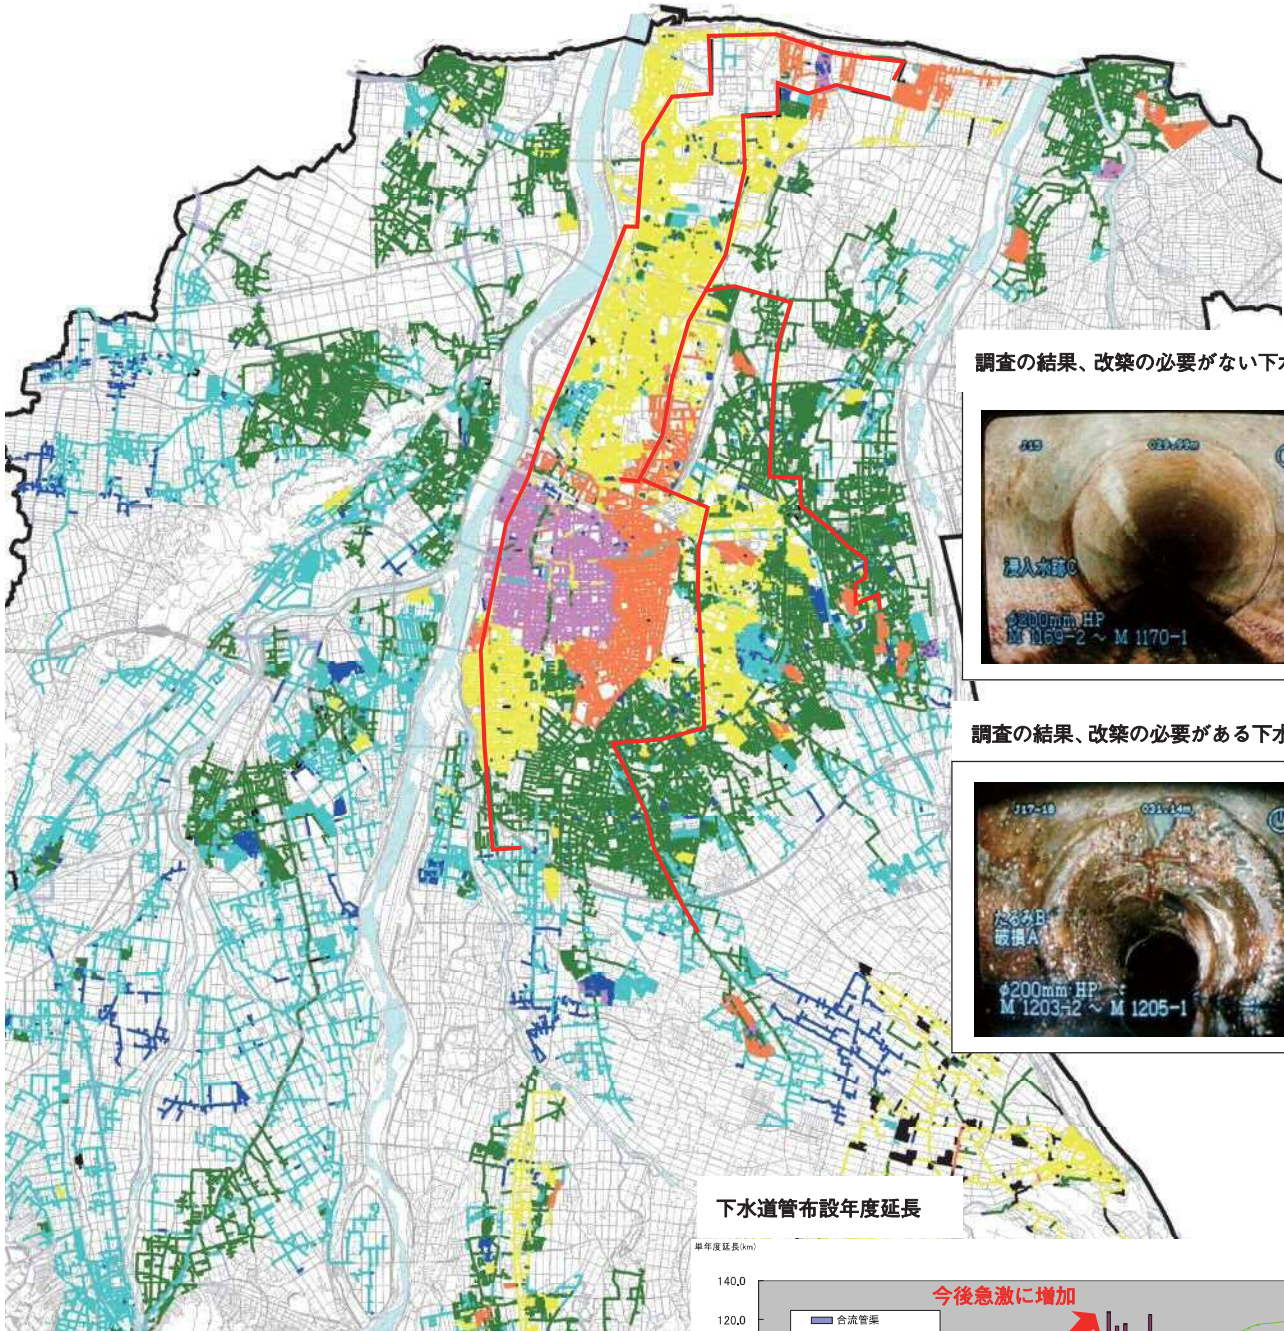 調査の結果、改築の必要がない下
J15
029.99m
浸入水跡C
φ200mm HP
M 1169-2 ～ M 1170-1
調査の結果、改築の必要がある下水
J17-18
031.14m
たるみB
破損A
φ200mm HP
M 1203-2 ～ M 1205-1
下水道管布設年度延長
単年度延長(km)
140.0
今後急激に増加
120.0
合流管渠